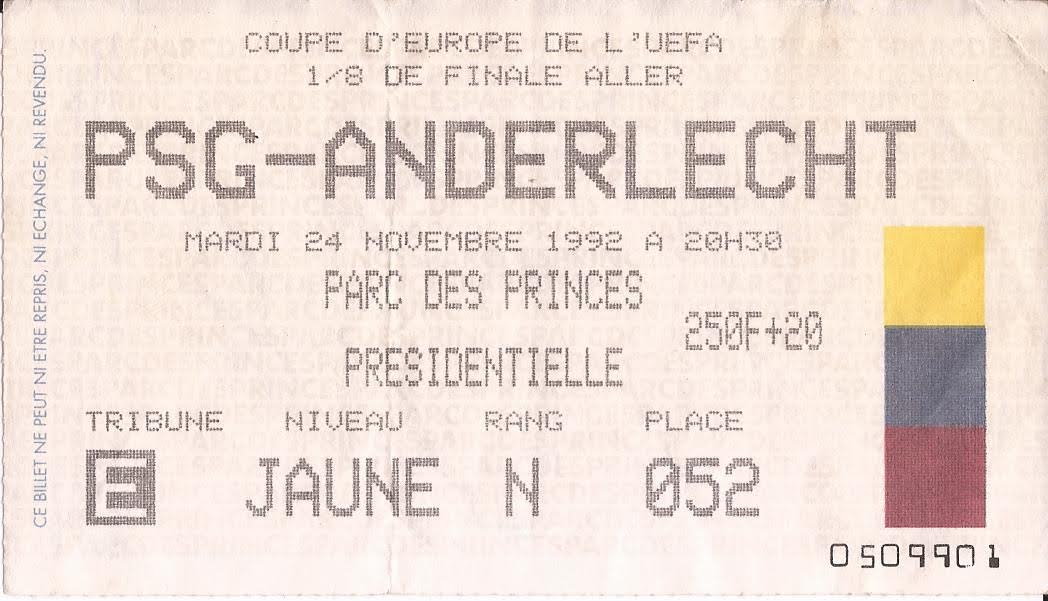 COUPE D'EUROPE DE L'UEFA
1/8 DE FINALE ALLER
PSG-ANDERLECHT
MARDI 24 NOVEMBRE 1992 A 20H30
PARC DES PRINCES
250F+20
PRESIDENTIELLE
TRIBUNE NIVEAU RANG PLACE
E JAUNE N 052
0509901
CE BILLET NE PEUT NI ETRE REPRIS, NI ECHANGE, NI REVENDU.